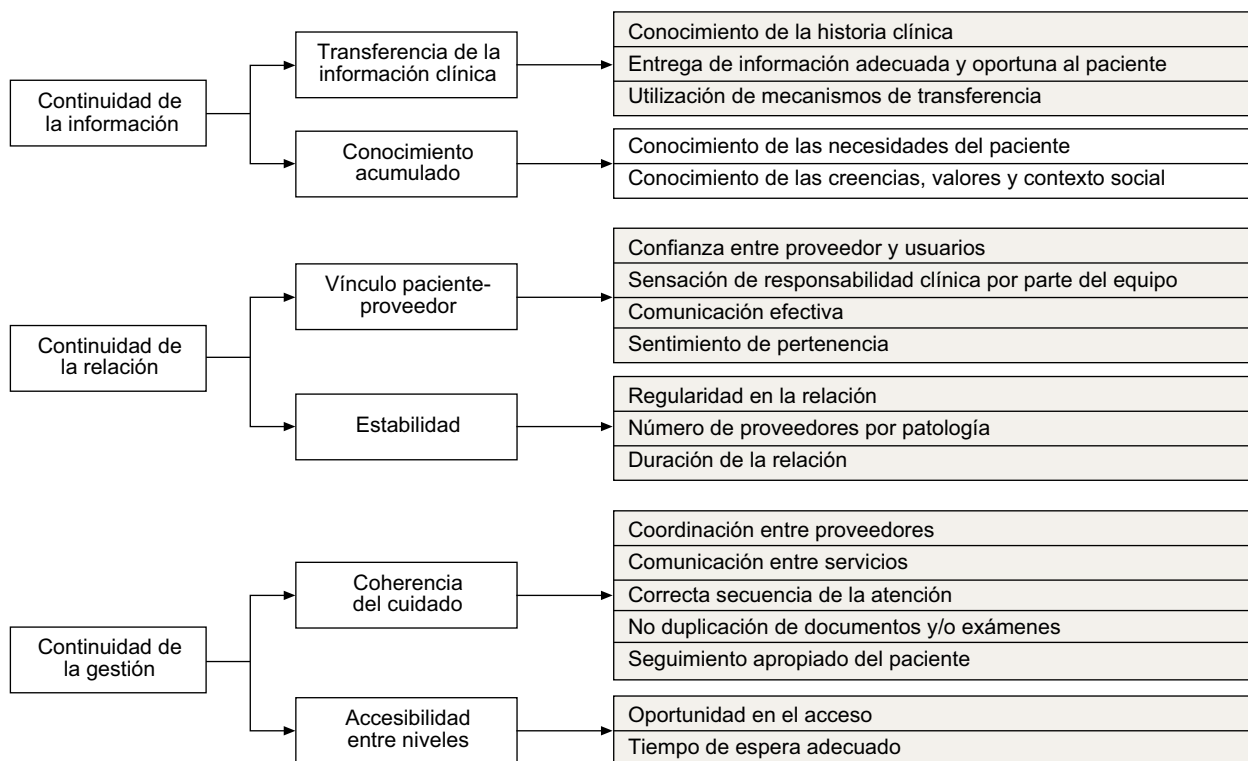 Continuidad de
la información
Transferencia de la
información clínica
Conocimiento de la historia clínica
Entrega de información adecuada y oportuna al paciente
Utilización de mecanismos de transferencia
Conocimiento
acumulado
Conocimiento de las necesidades del paciente
Conocimiento de las creencias, valores y contexto social
Continuidad de
la relación
Vínculo paciente-
proveedor
Confianza entre proveedor y usuarios
Sensación de responsabilidad clínica por parte del equipo
Comunicación efectiva
Sentimiento de pertenencia
Estabilidad
Regularidad en la relación
Número de proveedores por patología
Duración de la relación
Continuidad de
la gestión
Coherencia
del cuidado
Coordinación entre proveedores
Comunicación entre servicios
Correcta secuencia de la atención
No duplicación de documentos y/o exámenes
Seguimiento apropiado del paciente
Accesibilidad
entre niveles
Oportunidad en el acceso
Tiempo de espera adecuado